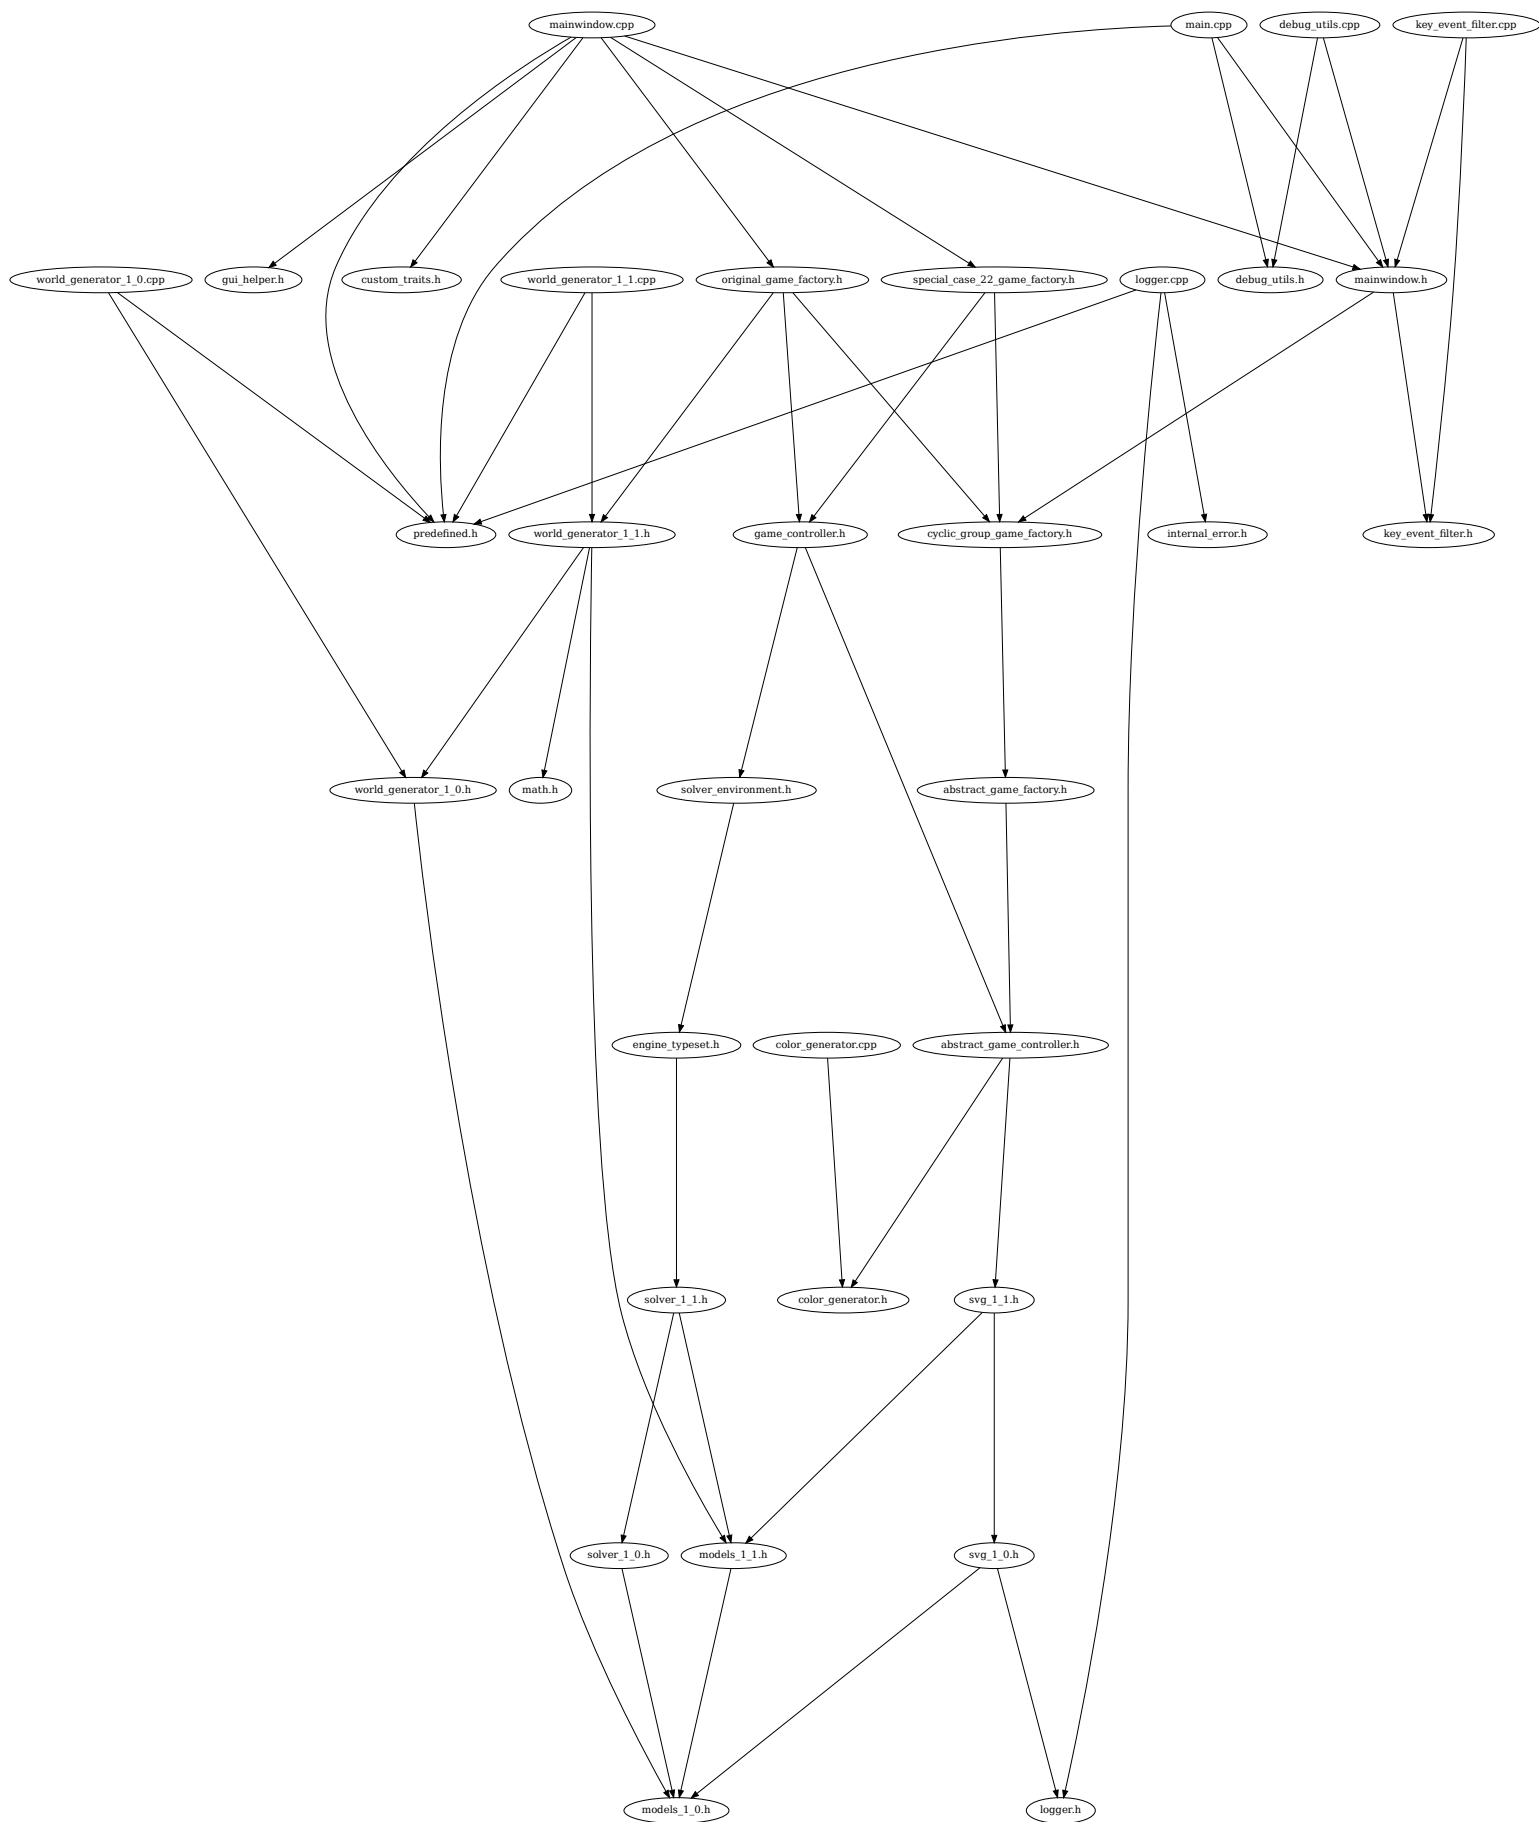 mainwindow.cpp
main.cpp
debug_utils.cpp
key_event_filter.cpp
world_generator_1_0.cpp
gui_helper.h
custom_traits.h
world_generator_1_1.cpp
original_game_factory.h
special_case_22_game_factory.h
logger.cpp
debug_utils.h
mainwindow.h
predefined.h
world_generator_1_1.h
game_controller.h
cyclic_group_game_factory.h
internal_error.h
key_event_filter.h
world_generator_1_0.h
math.h
solver_environment.h
abstract_game_factory.h
engine_typeset.h
color_generator.cpp
abstract_game_controller.h
solver_1_1.h
color_generator.h
svg_1_1.h
solver_1_0.h
models_1_1.h
svg_1_0.h
models_1_0.h
logger.h